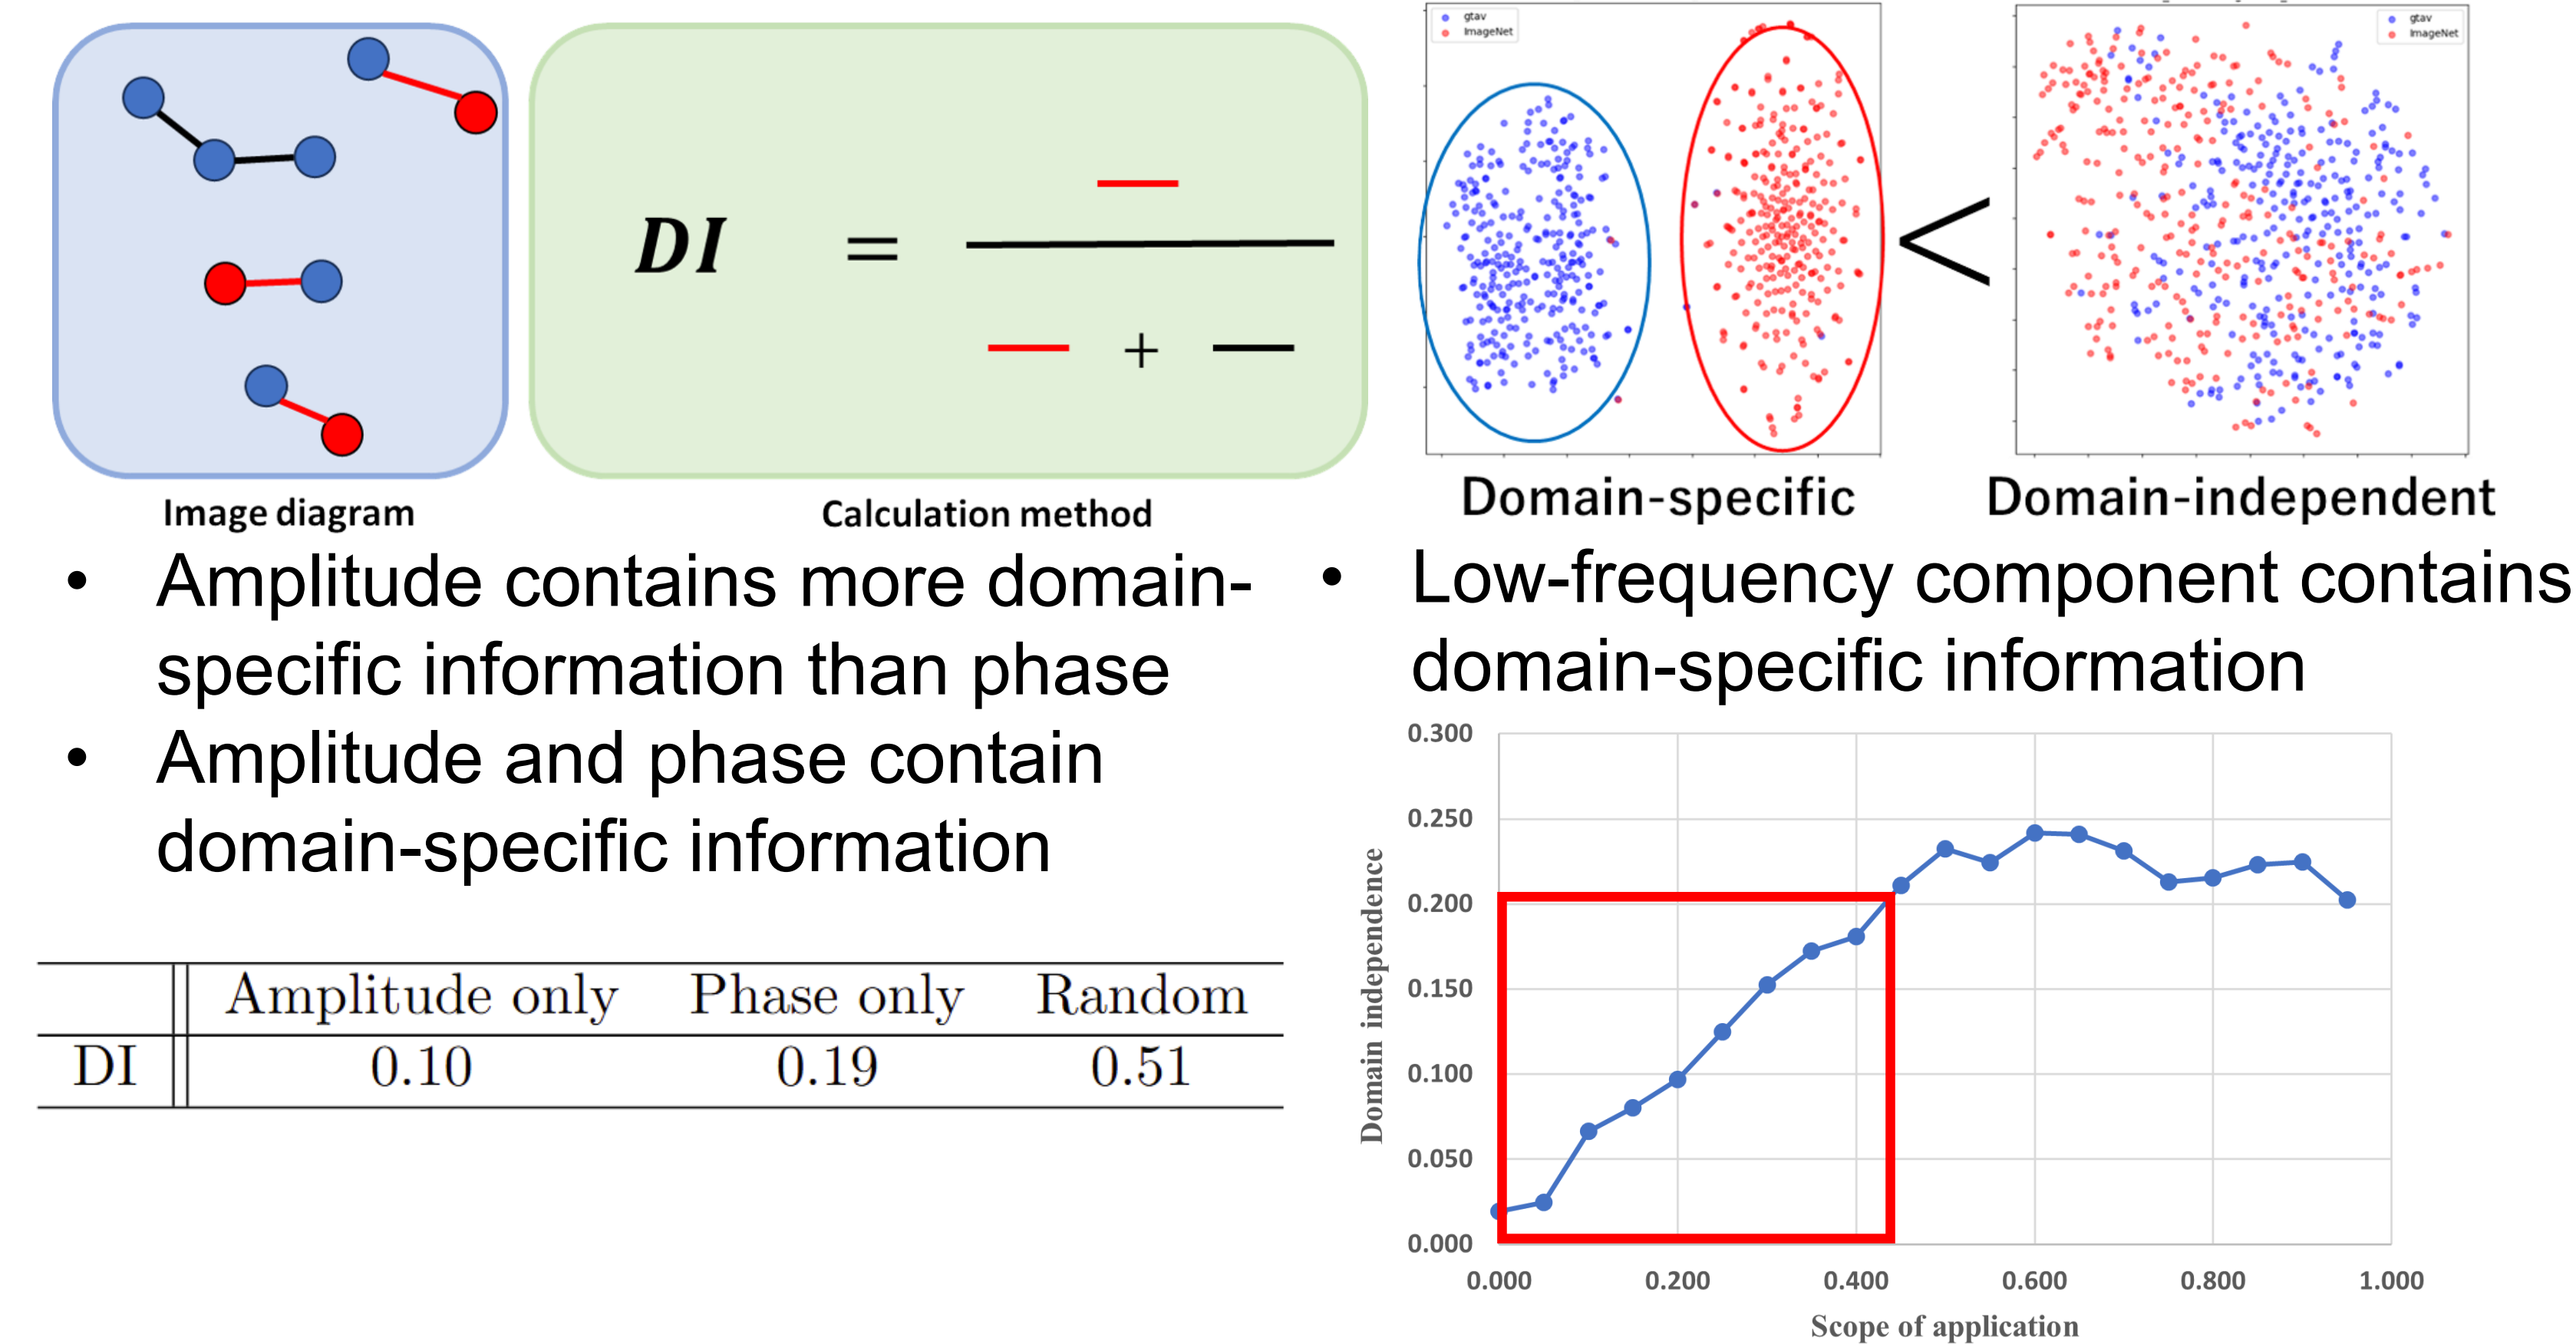 DI =
+
Image diagram
Calculation method
gtav
ImageNet
<
gtav
ImageNet
Domain-specific
Domain-independent
• Amplitude contains more domain-
specific information than phase
• Amplitude and phase contain
domain-specific information
• Low-frequency component contains
domain-specific information
Amplitude only Phase only Random
DI 0.10 0.19 0.51
0.300
0.250
0.200
0.150
0.100
0.050
0.000
Domain independence
0.000 0.200 0.400 0.600 0.800 1.000
Scope of application